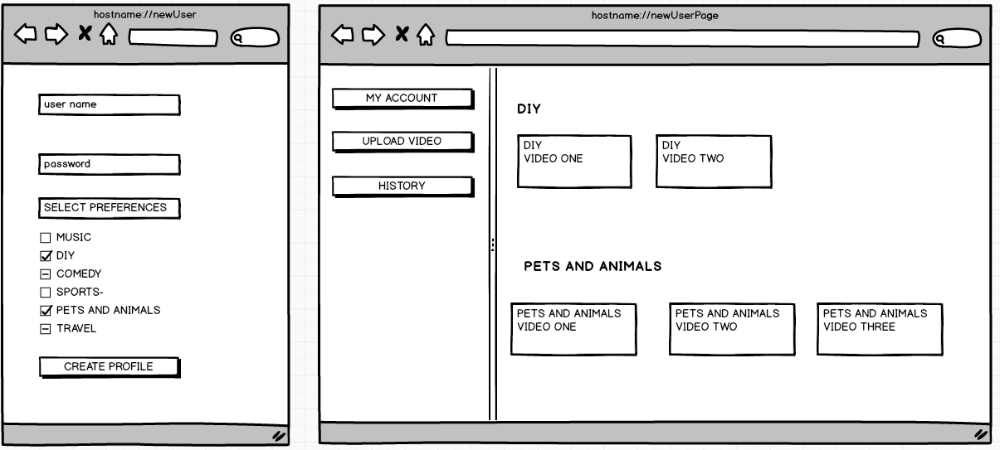 hostname://newUser
user name
password
SELECT PREFERENCES
MUSIC
DIY
COMEDY
SPORTS-
PETS AND ANIMALS
TRAVEL
CREATE PROFILE
hostname://newUserPage
MY ACCOUNT
UPLOAD VIDEO
HISTORY
DIY
DIY
VIDEO ONE
DIY
VIDEO TWO
PETS AND ANIMALS
PETS AND ANIMALS
VIDEO ONE
PETS AND ANIMALS
VIDEO TWO
PETS AND ANIMALS
VIDEO THREE